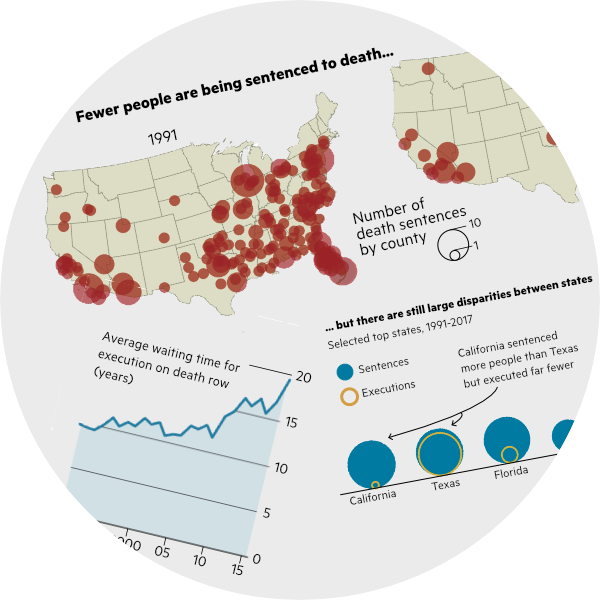 Fewer people are being sentenced to death...
1991
Number of
death sentences
by county
10
1
Average waiting time for
execution on death row
(years)
20
15
10
5
0
05
10
15
... but there are still large disparities between states
Selected top states, 1991-2017
Sentences
Executions
California sentenced
more people than Texas
but executed far fewer
California
Texas
Florida